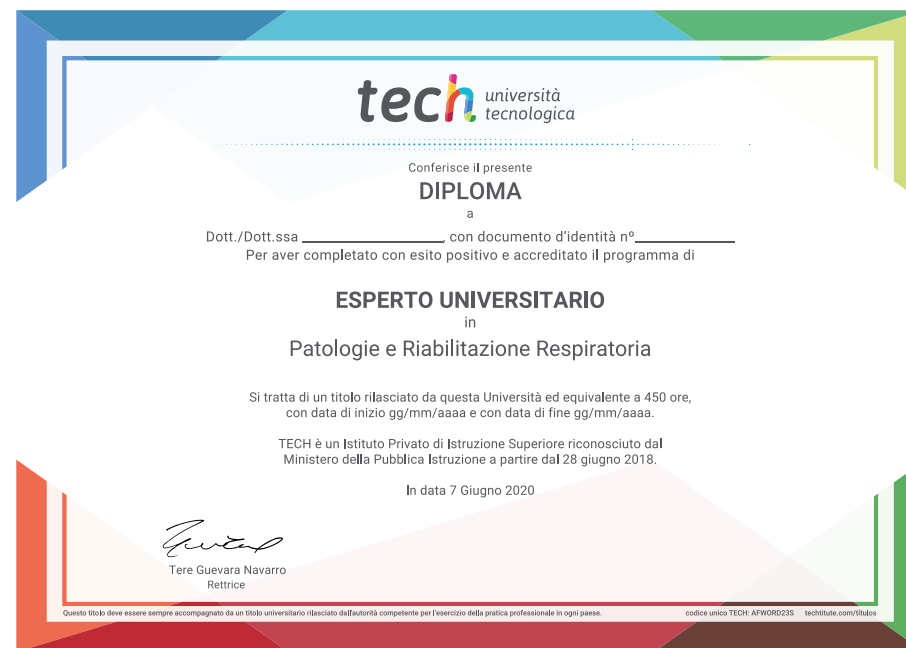 tech università
tecnologica
Conferisce il presente
DIPLOMA
a
Dott./Dott.ssa ____________________, con documento d'identità nº______________
Per aver completato con esito positivo e accreditato il programma di
ESPERTO UNIVERSITARIO
in
Patologie e Riabilitazione Respiratoria
Si tratta di un titolo rilasciato da questa Università ed equivalente a 450 ore,
con data di inizio gg/mm/aaaa e con data di fine gg/mm/aaaa.
TECH è un Istituto Privato di Istruzione Superiore riconosciuto dal
Ministero della Pubblica Istruzione a partire dal 28 giugno 2018.
In data 7 Giugno 2020
Tere Guevara Navarro
Rettrice
Questo titolo deve essere sempre accompagnato da un titolo universitario rilasciato dall'autorità competente per l'esercizio della pratica professionale in ogni paese. codice unico TECH: AFWORD23S techtitute.com/títulos